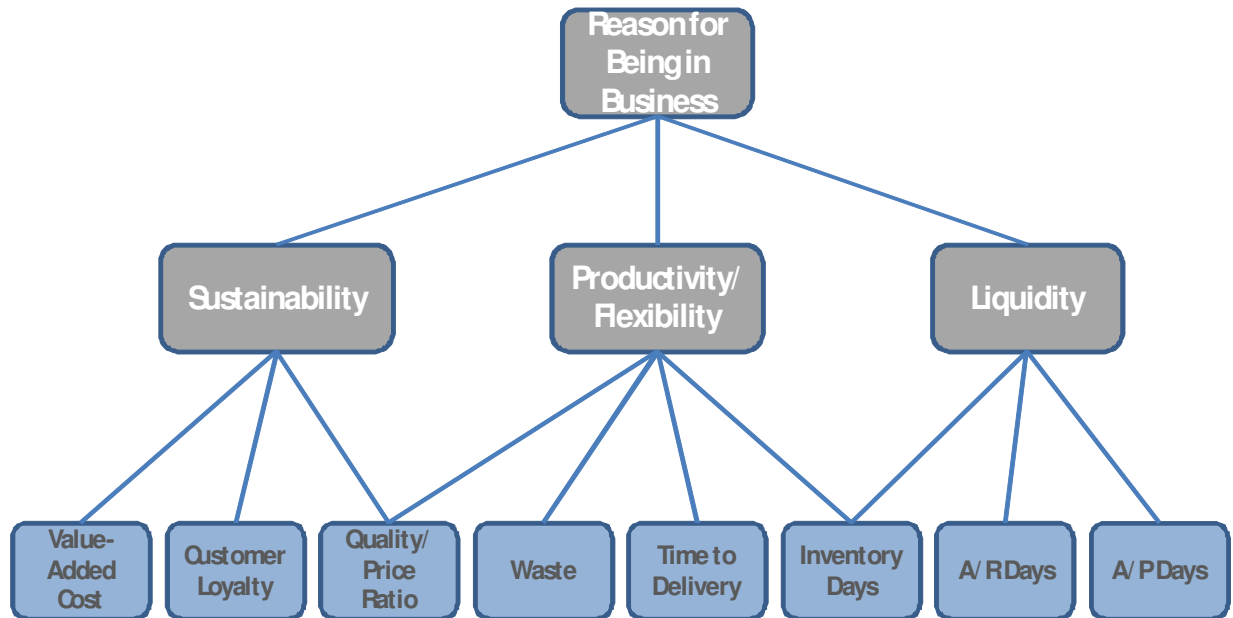 Reason for
Being in
Business
Sustainability
Productivity/
Flexibility
Liquidity
Value-
Added
Cost
Customer
Loyalty
Quality/
Price
Ratio
Waste
Time to
Delivery
Inventory
Days
A/R Days
A/P Days